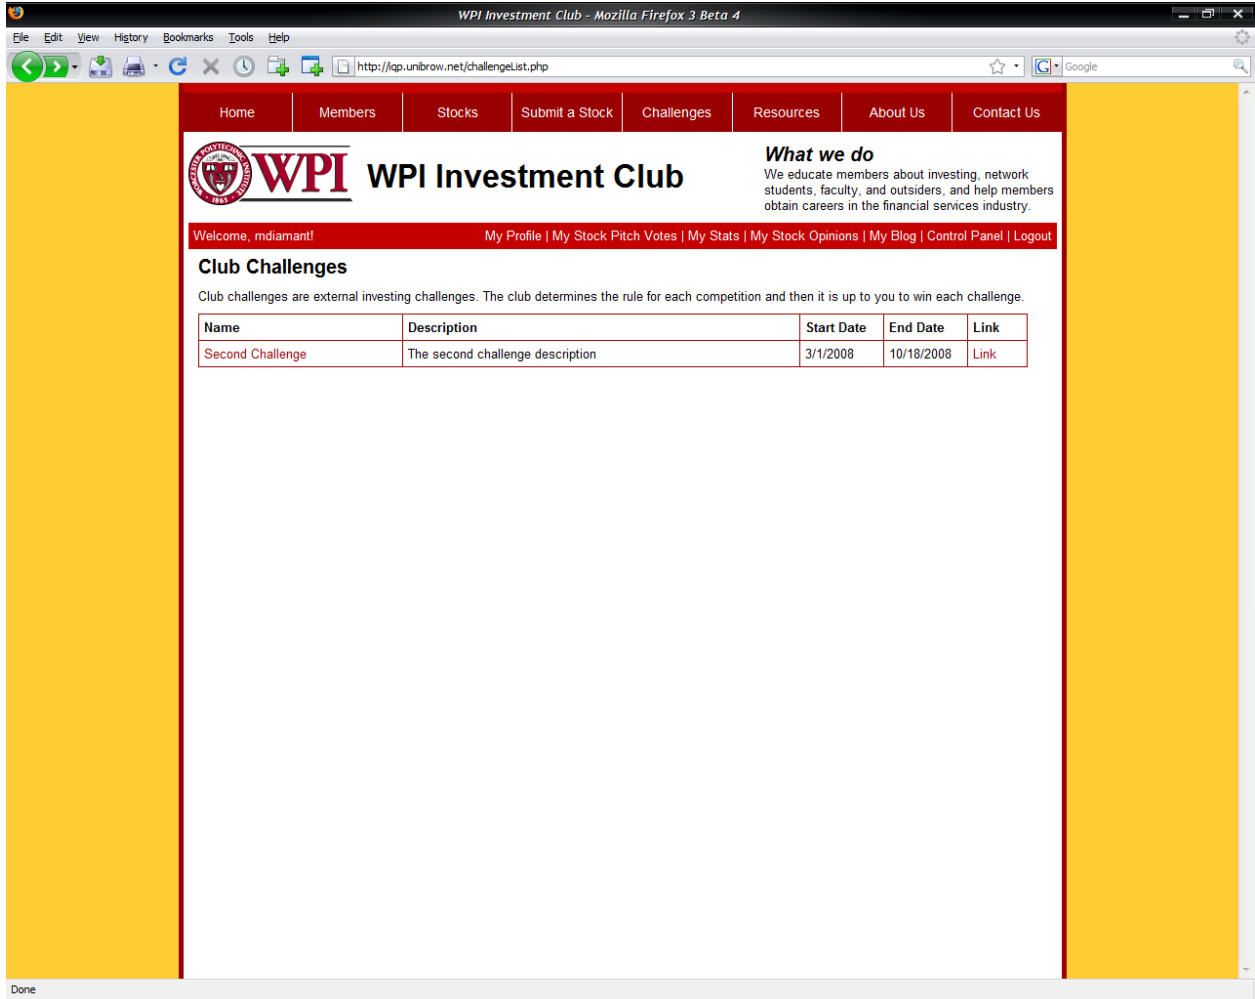 WPI Investment Club - Mozilla Firefox 3 Beta 4
File Edit View History Bookmarks Tools Help
http://iqp.unibrow.net/challengeList.php
Google
Home Members Stocks Submit a Stock Challenges Resources About Us Contact Us
WORCESTER POLYTECHNIC INSTITUTE
1865
WPI
WPI Investment Club
What we do
We educate members about investing, network
students, faculty, and outsiders, and help members
obtain careers in the financial services industry.
Welcome, mdiamant! My Profile | My Stock Pitch Votes | My Stats | My Stock Opinions | My Blog | Control Panel | Logout
Club Challenges
Club challenges are external investing challenges. The club determines the rule for each competition and then it is up to you to win each challenge.
Name Description Start Date End Date Link
Second Challenge The second challenge description 3/1/2008 10/18/2008 Link
Done